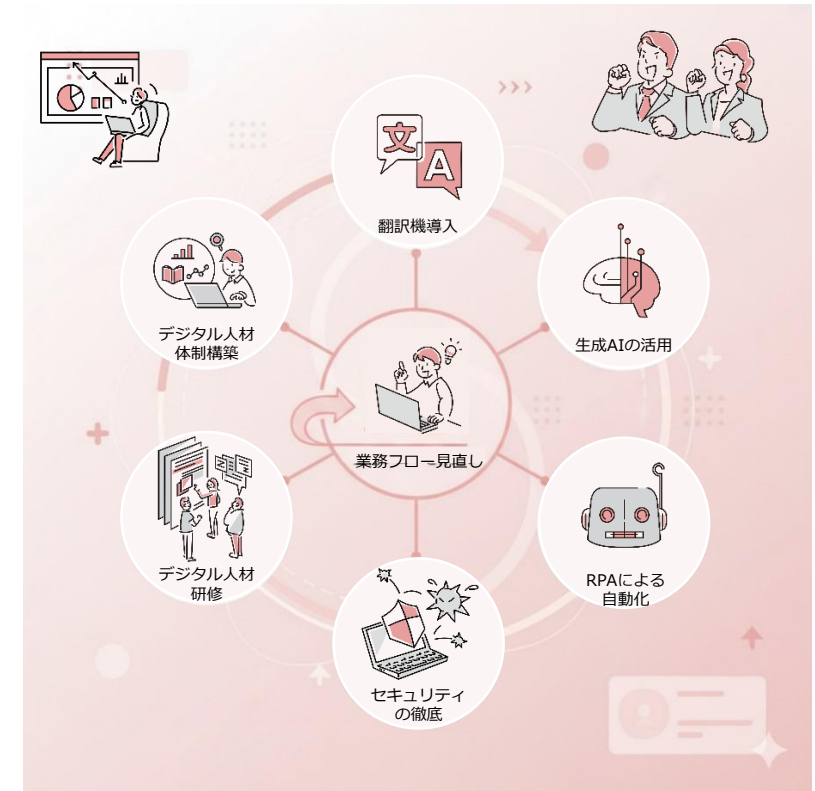 文
A
翻訳機導入
デジタル人材
体制構築
生成AIの活用
業務フロー見直し
デジタル人材
研修
RPAによる
自動化
セキュリティ
の徹底